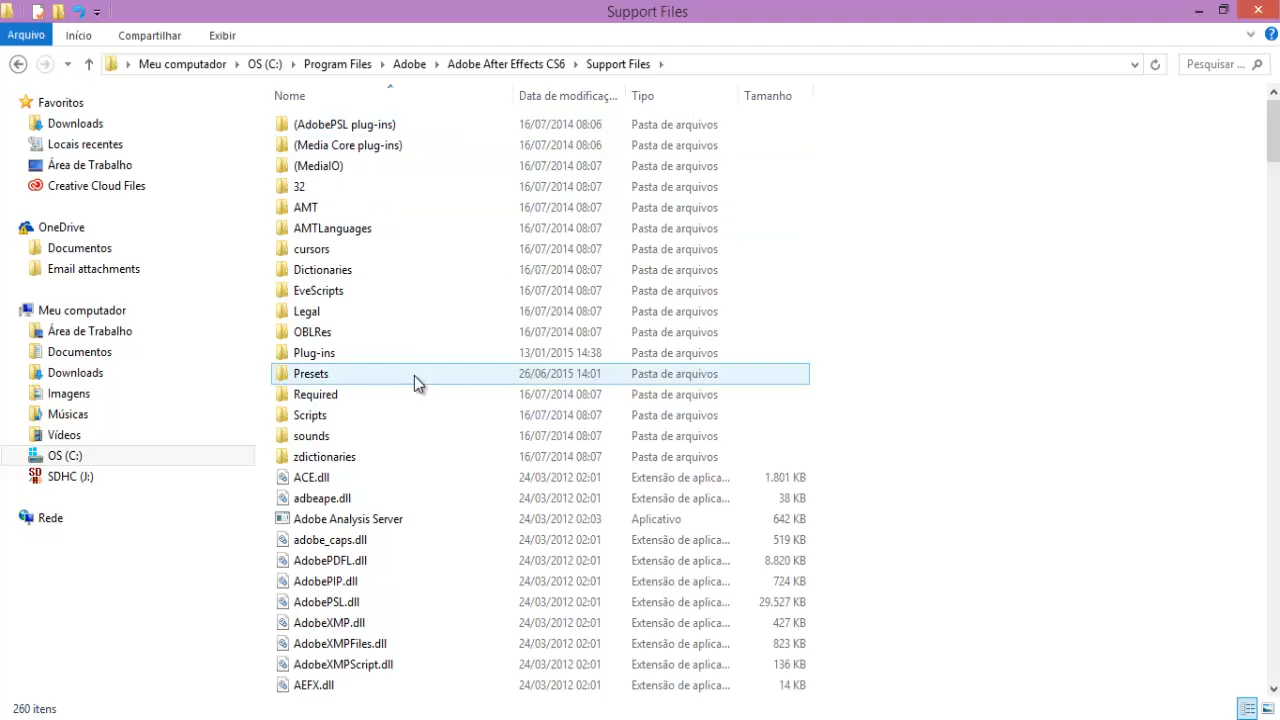 Support Files
Arquivo Início Compartilhar Exibir
Meu computador OS (C:) Program Files Adobe Adobe After Effects CS6 Support Files Pesquisar ...
Nome Data de modificaç... Tipo Tamanho
Favoritos
Downloads
Locais recentes
Área de Trabalho
Creative Cloud Files
OneDrive
Documentos
Email attachments
Meu computador
Área de Trabalho
Documentos
Downloads
Imagens
Músicas
Vídeos
OS (C:)
SDHC (J:)
Rede
(AdobePSL plug-ins) 16/07/2014 08:06 Pasta de arquivos
(Media Core plug-ins) 16/07/2014 08:06 Pasta de arquivos
(MediaIO) 16/07/2014 08:07 Pasta de arquivos
32 16/07/2014 08:07 Pasta de arquivos
AMT 16/07/2014 08:07 Pasta de arquivos
AMTLanguages 16/07/2014 08:07 Pasta de arquivos
cursors 16/07/2014 08:07 Pasta de arquivos
Dictionaries 16/07/2014 08:07 Pasta de arquivos
EveScripts 16/07/2014 08:07 Pasta de arquivos
Legal 16/07/2014 08:07 Pasta de arquivos
OBLRes 16/07/2014 08:07 Pasta de arquivos
Plug-ins 13/01/2015 14:38 Pasta de arquivos
Presets 26/06/2015 14:01 Pasta de arquivos
Required 16/07/2014 08:07 Pasta de arquivos
Scripts 16/07/2014 08:07 Pasta de arquivos
sounds 16/07/2014 08:07 Pasta de arquivos
zdictionaries 16/07/2014 08:07 Pasta de arquivos
ACE.dll 24/03/2012 02:01 Extensão de aplica... 1.801 KB
adbeape.dll 24/03/2012 02:01 Extensão de aplica... 38 KB
Adobe Analysis Server 24/03/2012 02:03 Aplicativo 642 KB
adobe_caps.dll 24/03/2012 02:01 Extensão de aplica... 519 KB
AdobePDFL.dll 24/03/2012 02:01 Extensão de aplica... 8.820 KB
AdobePIP.dll 24/03/2012 02:01 Extensão de aplica... 724 KB
AdobePSL.dll 24/03/2012 02:01 Extensão de aplica... 29.527 KB
AdobeXMP.dll 24/03/2012 02:01 Extensão de aplica... 427 KB
AdobeXMPFiles.dll 24/03/2012 02:01 Extensão de aplica... 823 KB
AdobeXMPScript.dll 24/03/2012 02:01 Extensão de aplica... 136 KB
AEFX.dll 24/03/2012 02:01 Extensão de aplica... 14 KB
260 itens